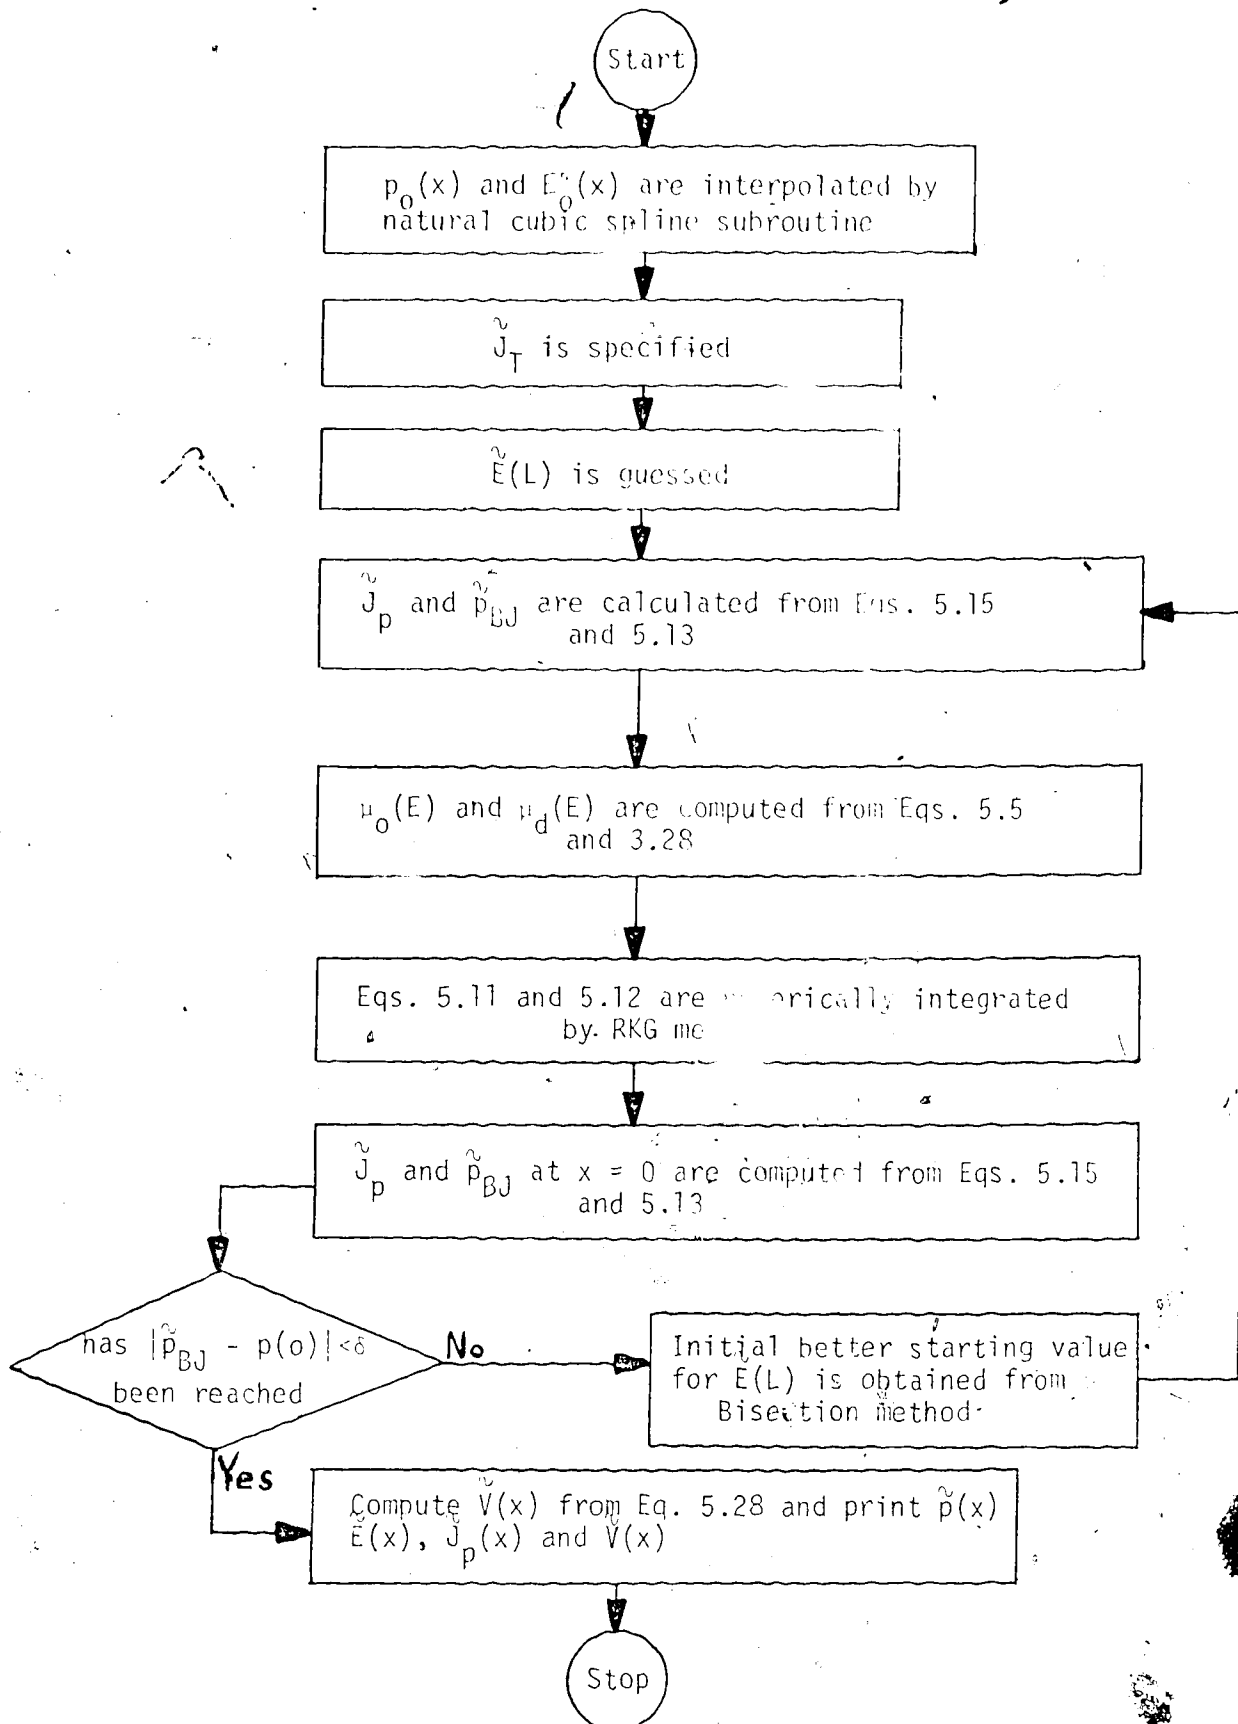 Start
p_o(x) and E_o(x) are interpolated by
natural cubic spline subroutine
J̃_T is specified
Ẽ(L) is guessed
J̃_p and p̃_BJ are calculated from Eqs. 5.15
and 5.13
μ_o(E) and μ_d(E) are computed from Eqs. 5.5
and 3.28
Eqs. 5.11 and 5.12 are integrated
by RKG
J̃_p and p̃_BJ at x = 0 are computed from Eqs. 5.15
and 5.13
has |p̃_BJ - p(o)|<δ
been reached
No
Initial better starting value
for E(L) is obtained from
Bisection method
Yes
Compute Ṽ(x) from Eq. 5.28 and print p̃(x)
Ẽ(x), J̃_p(x) and Ṽ(x)
Stop